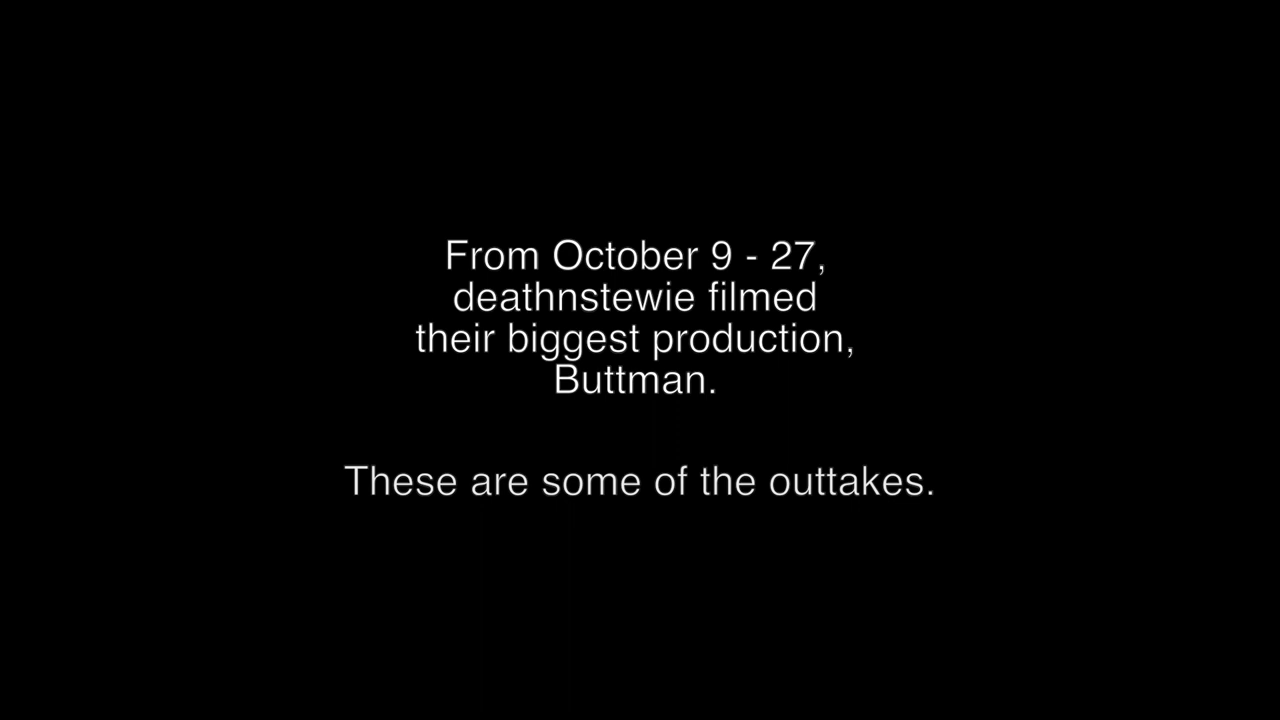 From October 9 - 27,
deathnstewie filmed
their biggest production,
Buttman.
These are some of the outtakes.